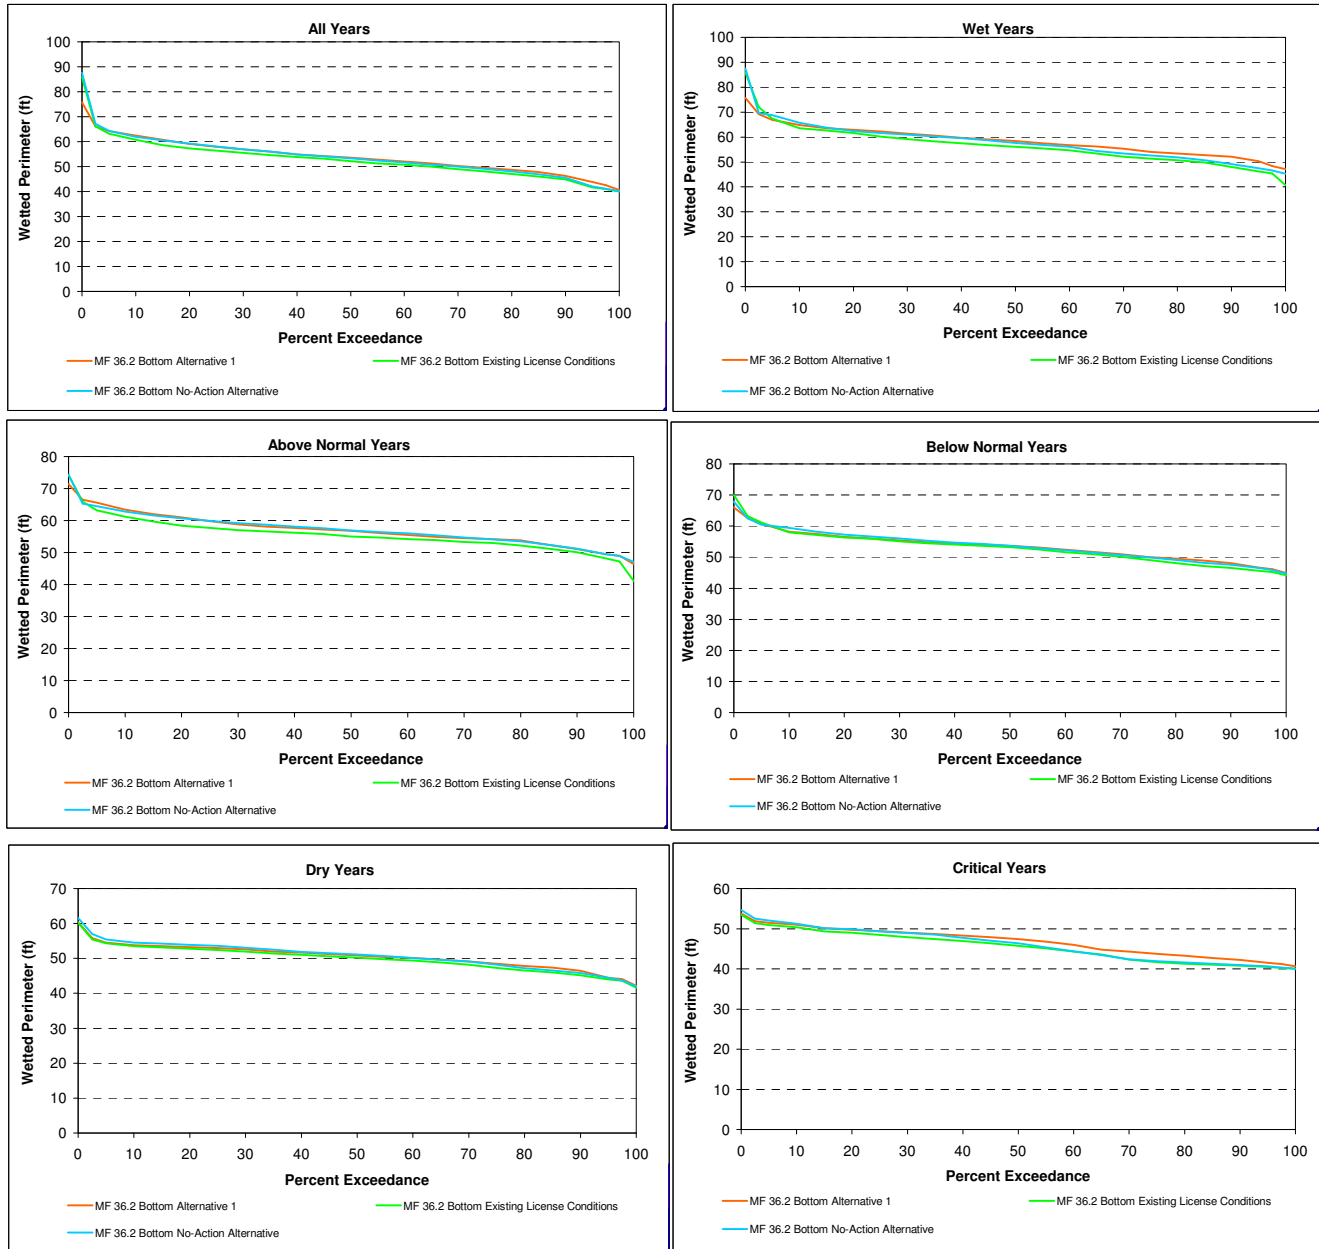 All Years
Wetted Perimeter (ft)
100
90
80
70
60
50
40
30
20
10
0
0 10 20 30 40 50 60 70 80 90 100
Percent Exceedance
MF 36.2 Bottom Alternative 1 MF 36.2 Bottom Existing License Conditions
MF 36.2 Bottom No-Action Alternative
Wet Years
Wetted Perimeter (ft)
100
90
80
70
60
50
40
30
20
10
0
0 10 20 30 40 50 60 70 80 90 100
Percent Exceedance
MF 36.2 Bottom Alternative 1 MF 36.2 Bottom Existing License Conditions
MF 36.2 Bottom No-Action Alternative
Above Normal Years
Wetted Perimeter (ft)
80
70
60
50
40
30
20
10
0
0 10 20 30 40 50 60 70 80 90 100
Percent Exceedance
MF 36.2 Bottom Alternative 1 MF 36.2 Bottom Existing License Conditions
MF 36.2 Bottom No-Action Alternative
Below Normal Years
Wetted Perimeter (ft)
80
70
60
50
40
30
20
10
0
0 10 20 30 40 50 60 70 80 90 100
Percent Exceedance
MF 36.2 Bottom Alternative 1 MF 36.2 Bottom Existing License Conditions
MF 36.2 Bottom No-Action Alternative
Dry Years
Wetted Perimeter (ft)
70
60
50
40
30
20
10
0
0 10 20 30 40 50 60 70 80 90 100
Percent Exceedance
MF 36.2 Bottom Alternative 1 MF 36.2 Bottom Existing License Conditions
MF 36.2 Bottom No-Action Alternative
Critical Years
Wetted Perimeter (ft)
60
50
40
30
20
10
0
0 10 20 30 40 50 60 70 80 90 100
Percent Exceedance
MF 36.2 Bottom Alternative 1 MF 36.2 Bottom Existing License Conditions
MF 36.2 Bottom No-Action Alternative